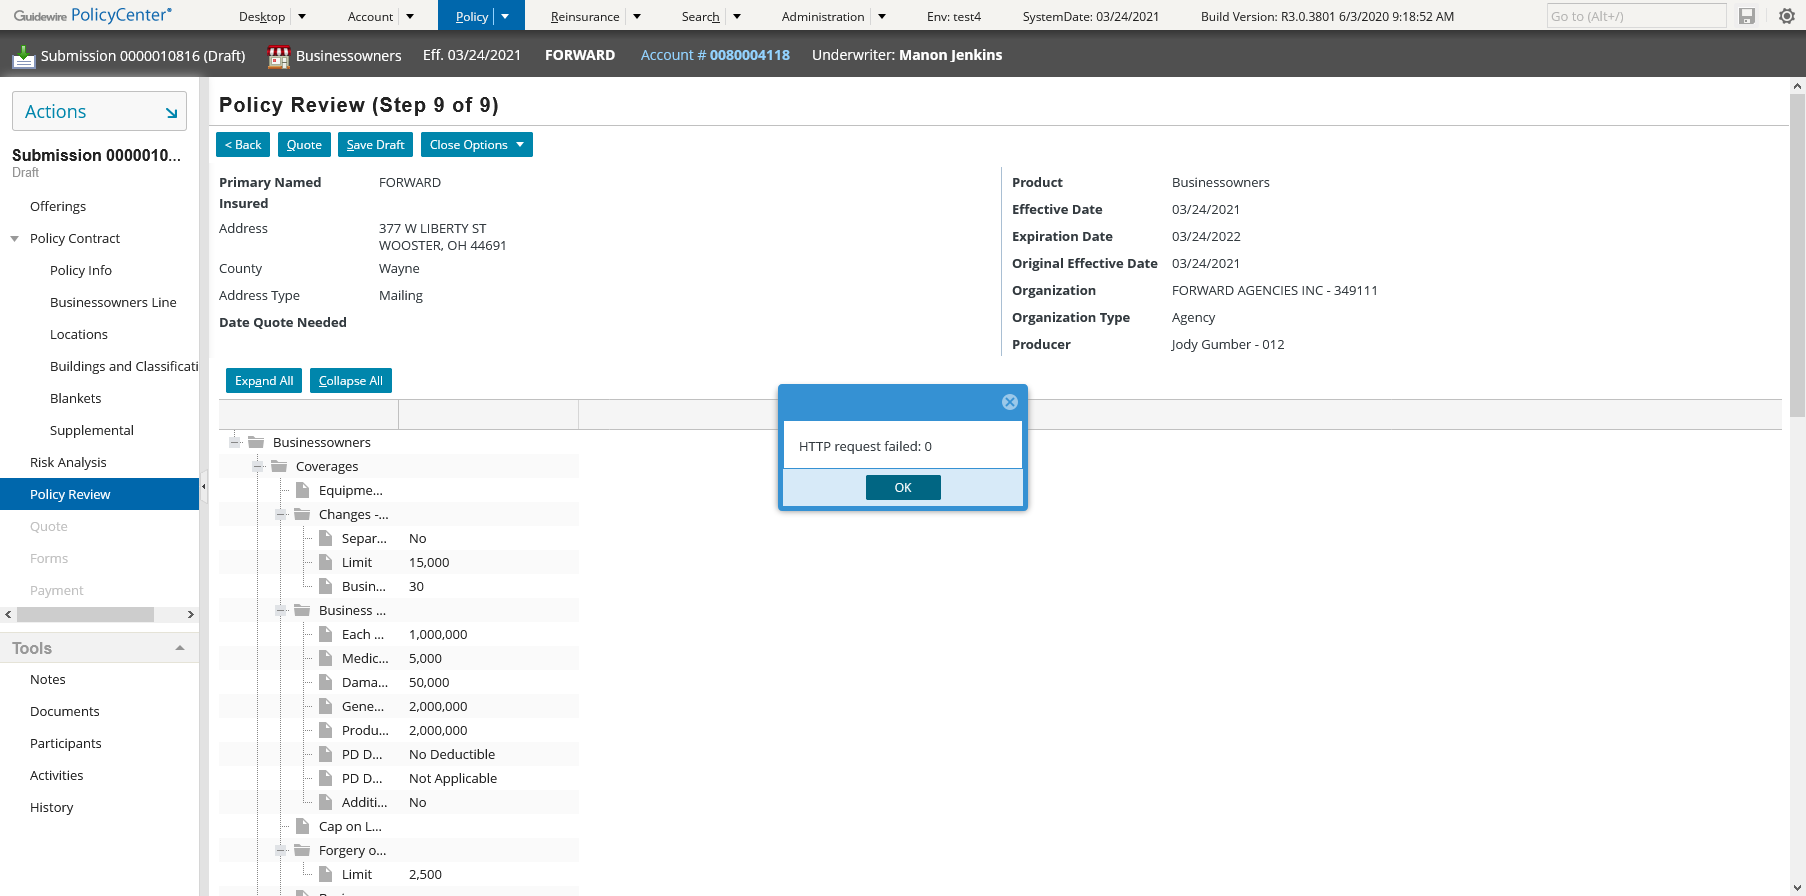 Guidewire PolicyCenter®
Desktop
Account
Policy
Reinsurance
Search
Administration
Env: test4
SystemDate: 03/24/2021
Build Version: R3.0.3801 6/3/2020 9:18:52 AM
Go to (Alt+/)
Submission 0000010816 (Draft)
Businessowners
Eff. 03/24/2021
FORWARD
Account # 0080004118
Underwriter: Manon Jenkins
Actions
Submission 0000010...
Draft
Offerings
Policy Contract
Policy Info
Businessowners Line
Locations
Buildings and Classificati
Blankets
Supplemental
Risk Analysis
Policy Review
Quote
Forms
Payment
Tools
Notes
Documents
Participants
Activities
History
Policy Review (Step 9 of 9)
< Back
Quote
Save Draft
Close Options
Primary Named Insured FORWARD
Address 377 W LIBERTY ST
WOOSTER, OH 44691
County Wayne
Address Type Mailing
Date Quote Needed
Product Businessowners
Effective Date 03/24/2021
Expiration Date 03/24/2022
Original Effective Date 03/24/2021
Organization FORWARD AGENCIES INC - 349111
Organization Type Agency
Producer Jody Gumber - 012
Expand All
Collapse All
Businessowners
Coverages
Equipme...
Changes -...
Separ... No
Limit 15,000
Busin... 30
Business ...
Each ... 1,000,000
Medic... 5,000
Dama... 50,000
Gene... 2,000,000
Produ... 2,000,000
PD D... No Deductible
PD D... Not Applicable
Additi... No
Cap on L...
Forgery o...
Limit 2,500
HTTP request failed: 0
OK